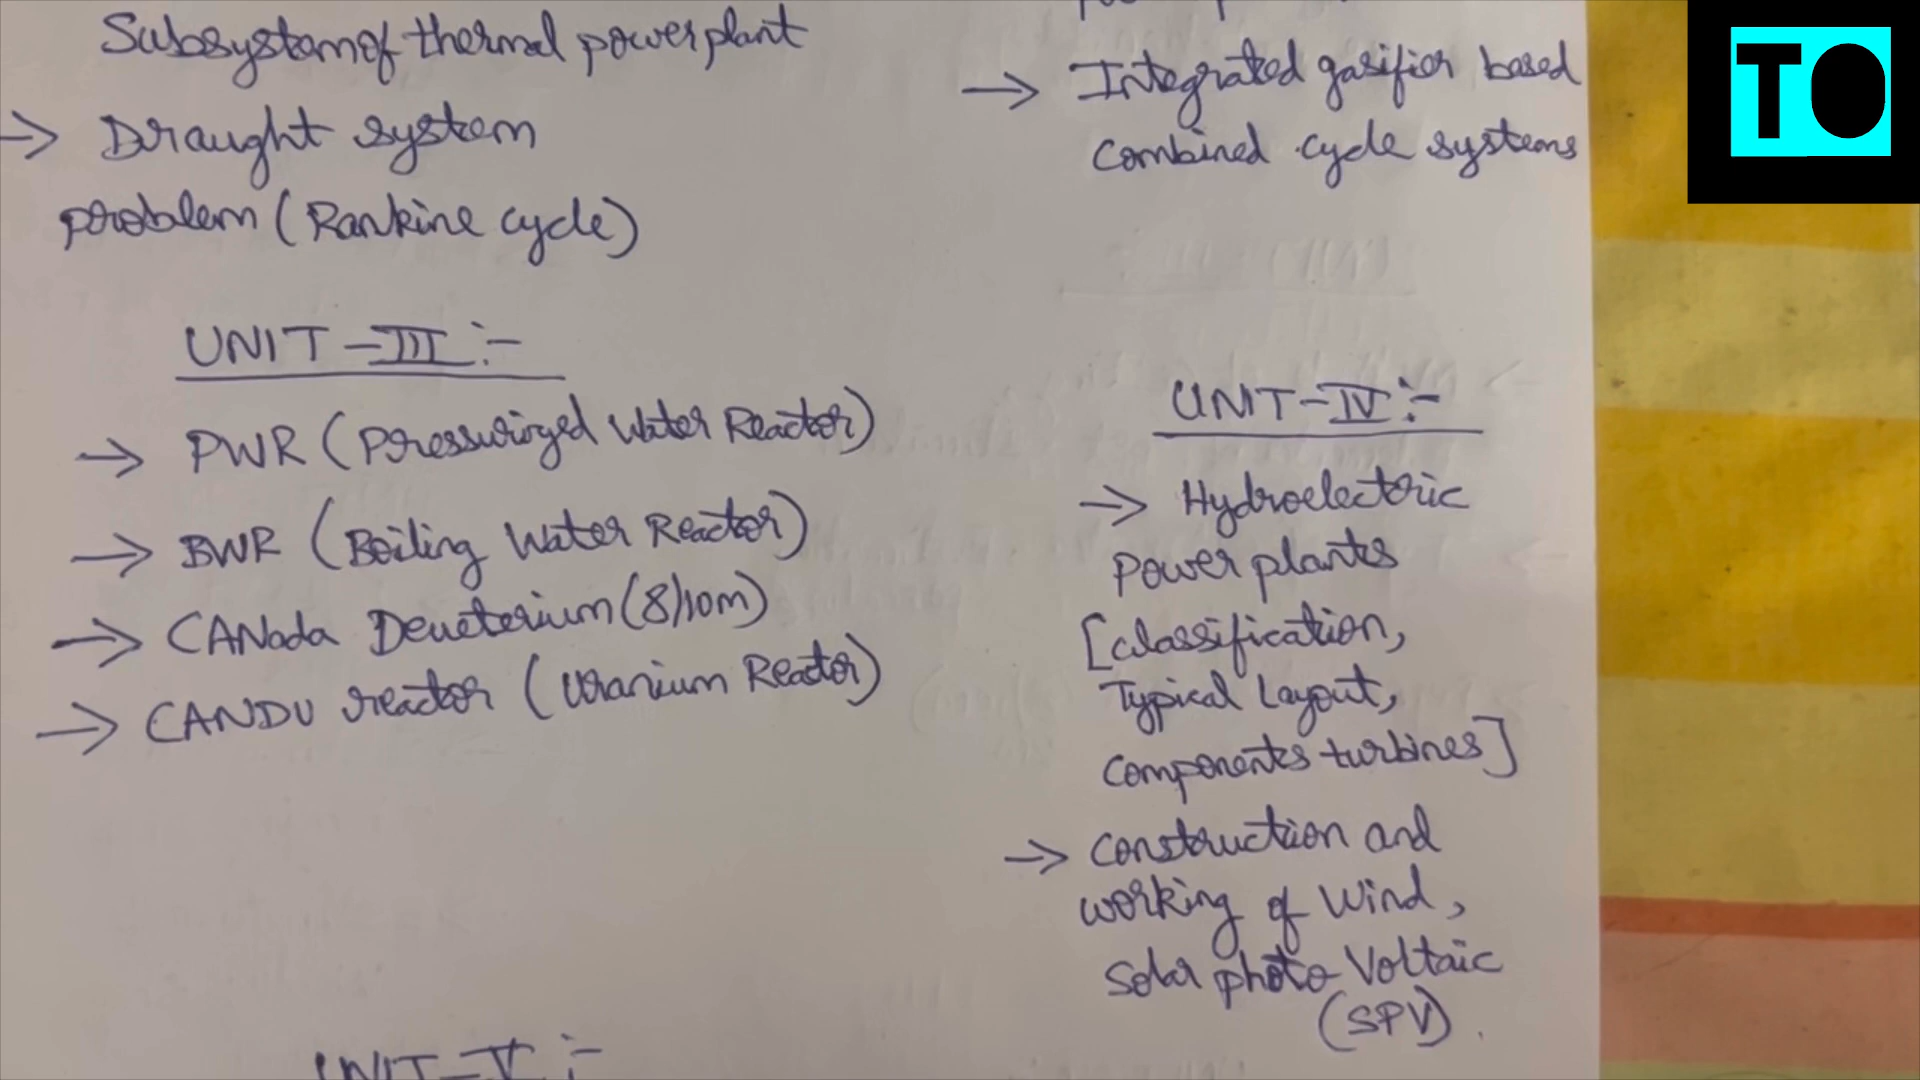 Subsystem of thermal power plant
→ Draught system
problem (Rankine cycle)
UNIT-III :-
→ PWR (Pressurized Water Reactor)
→ BWR (Boiling Water Reactor)
→ CANada Deueterium (8/10m)
→ CANDU reactor (Uranium Reactor)
UNIT-V :-
→ Integrated gasifier based
combined cycle systems
UNIT-IV :-
→ Hydroelectric
power plants
[classification,
Typical Layout,
components turbines]
→ construction and
working of wind,
solar photo Voltaic
(SPV).
TO